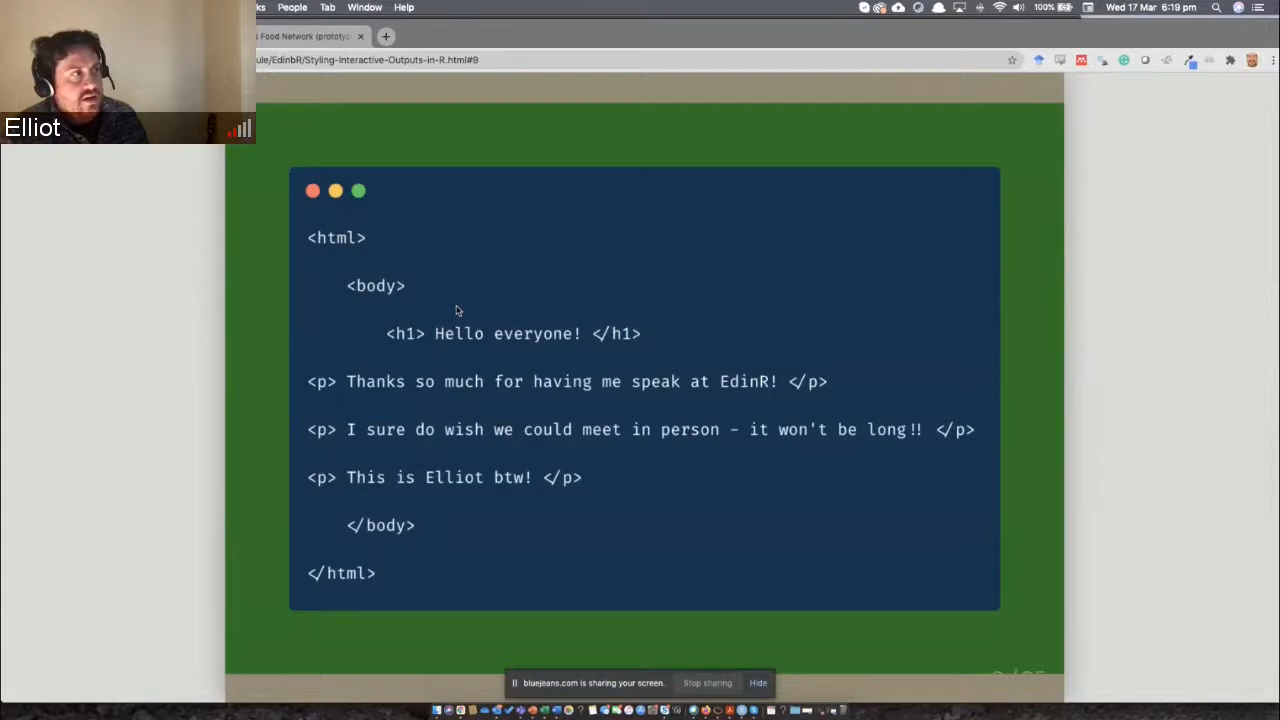 ks People Tab Window Help
100% Wed 17 Mar 6:19 pm
s Food Network (prototyp
ule/EdinbR/Styling-Interactive-Outputs-in-R.html#9
Elliot
<html>
<body>
<h1> Hello everyone! </h1>
<p> Thanks so much for having me speak at EdinR! </p>
<p> I sure do wish we could meet in person - it won't be long!! </p>
<p> This is Elliot btw! </p>
</body>
</html>
bluejeans.com is sharing your screen. Stop sharing Hide